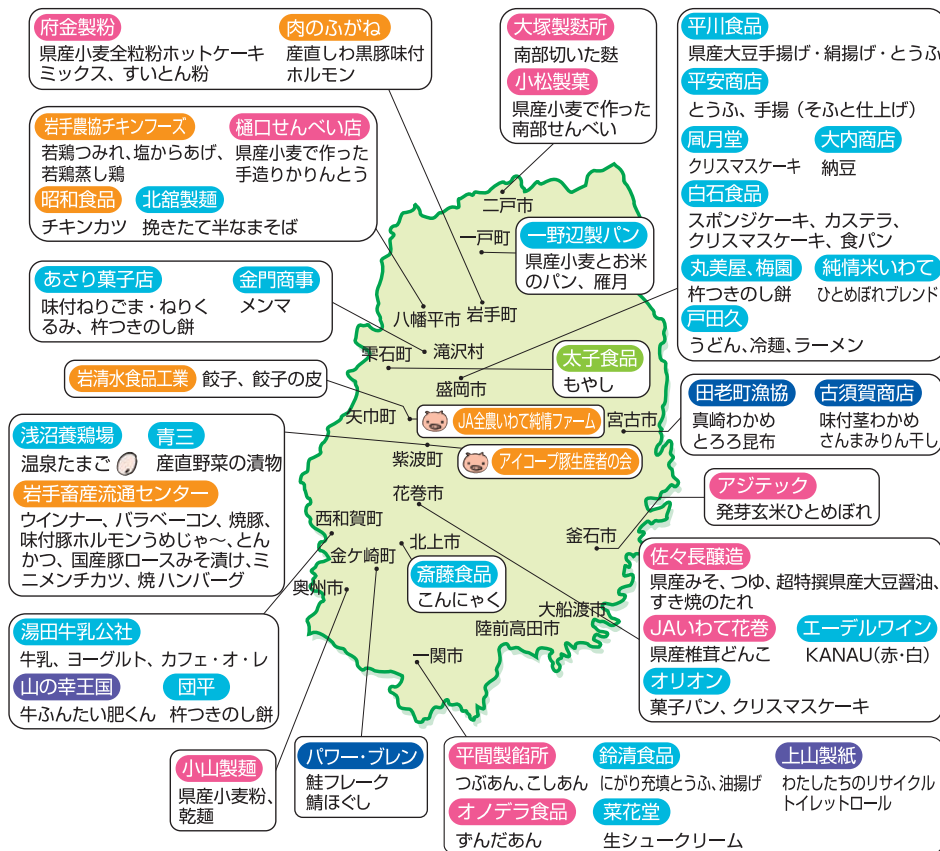 府金製粉
県産小麦全粒粉ホットケーキ
ミックス、すいとん粉
肉のふがね
産直しわ黒豚味付
ホルモン
大塚製麩所
南部切いた麩
小松製菓
県産小麦で作った
南部せんべい
平川食品
県産大豆手揚げ・絹揚げ・とうふ
平安商店
とうふ、手揚（そふと仕上げ）
凮月堂
クリスマスケーキ
大内商店
納豆
白石食品
スポンジケーキ、カステラ、
クリスマスケーキ、食パン
丸美屋、梅園
杵つきのし餅
純情米いわて
ひとめぼれブレンド
戸田久
うどん、冷麺、ラーメン
岩手農協チキンフーズ
若鶏つみれ、塩からあげ、
若鶏蒸し鶏
樋口せんべい店
県産小麦で作った
手造りかりんとう
昭和食品
チキンカツ
北舘製麺
挽きたて半なまそば
二戸市
一戸町
一野辺製パン
県産小麦とお米
のパン、雁月
あさり菓子店
味付ねりごま・ねりく
るみ、杵つきのし餅
金門商事
メンマ
八幡平市
岩手町
雫石町
滝沢村
盛岡市
太子食品
もやし
岩清水食品工業
餃子、餃子の皮
矢巾町
JA全農いわて純情ファーム
宮古市
田老町漁協
真崎わかめ
とろろ昆布
古須賀商店
味付茎わかめ
さんまみりん干し
浅沼養鶏場
温泉たまご
青三
産直野菜の漬物
岩手畜産流通センター
ウインナー、バラベーコン、焼豚、
味付豚ホルモンうめじゃ〜、とん
かつ、国産豚ロースみそ漬け、ミ
ニメンチカツ、焼ハンバーグ
紫波町
アイコープ豚生産者の会
花巻市
アジテック
発芽玄米ひとめぼれ
西和賀町
北上市
釜石市
金ケ崎町
斎藤食品
こんにゃく
奥州市
大船渡市
陸前高田市
一関市
佐々長醸造
県産みそ、つゆ、超特撰県産大豆醤油、
すき焼のたれ
JAいわて花巻
県産椎茸どんこ
エーデルワイン
KANAU（赤・白）
オリオン
菓子パン、クリスマスケーキ
湯田牛乳公社
牛乳、ヨーグルト、カフェ・オ・レ
山の幸王国
牛ふんたい肥くん
団平
杵つきのし餅
小山製麺
県産小麦粉、
乾麺
パワー・ブレン
鮭フレーク
鯖ほぐし
平間製餡所
つぶあん、こしあん
鈴清食品
にがり充填とうふ、油揚げ
上山製紙
わたしたちのリサイクル
トイレットロール
オノデラ食品
ずんだあん
菜花堂
生シュークリーム